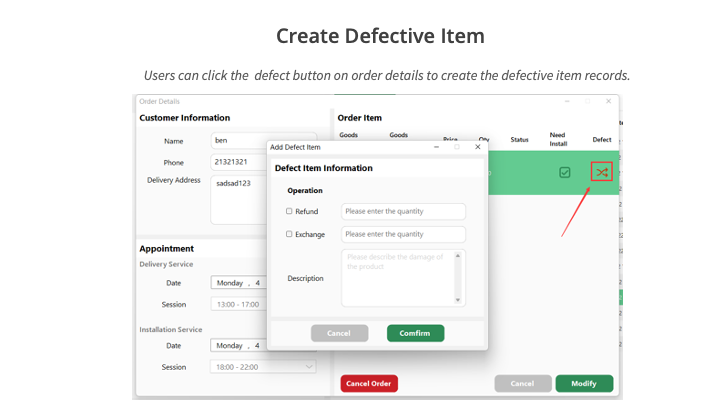 Create Defective Item
Users can click the defect button on order details to create the defective item records.
Order Details
Customer Information
Name
ben
Phone
21321321
Delivery Address
sadsad123
Appointment
Delivery Service
Date
Monday , 4
Session
13:00 - 17:00
Installation Service
Date
Monday , 4
Session
18:00 - 22:00
Order Item
Goods Goods Price Qty Status Need Install Defect
Add Defect Item
Defect Item Information
Operation
Refund
Please enter the quantity
Exchange
Please enter the quantity
Description
Please describe the damage of
the product
Cancel
Confirm
Cancel Order
Cancel
Modify